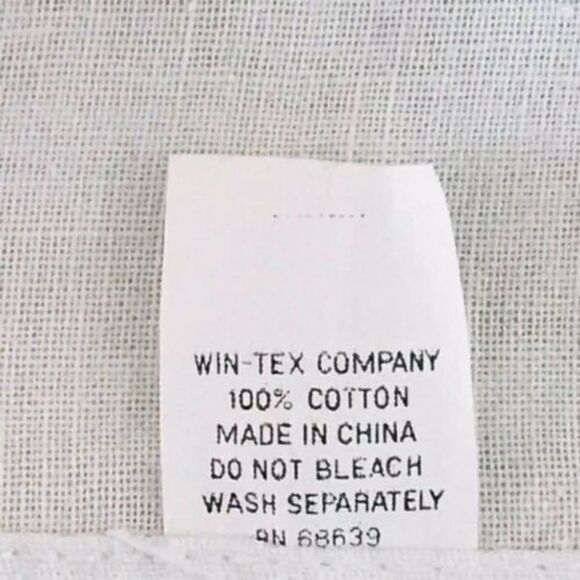 WIN-TEX COMPANY
100% COTTON
MADE IN CHINA
DO NOT BLEACH
WASH SEPARATELY
RN 68639